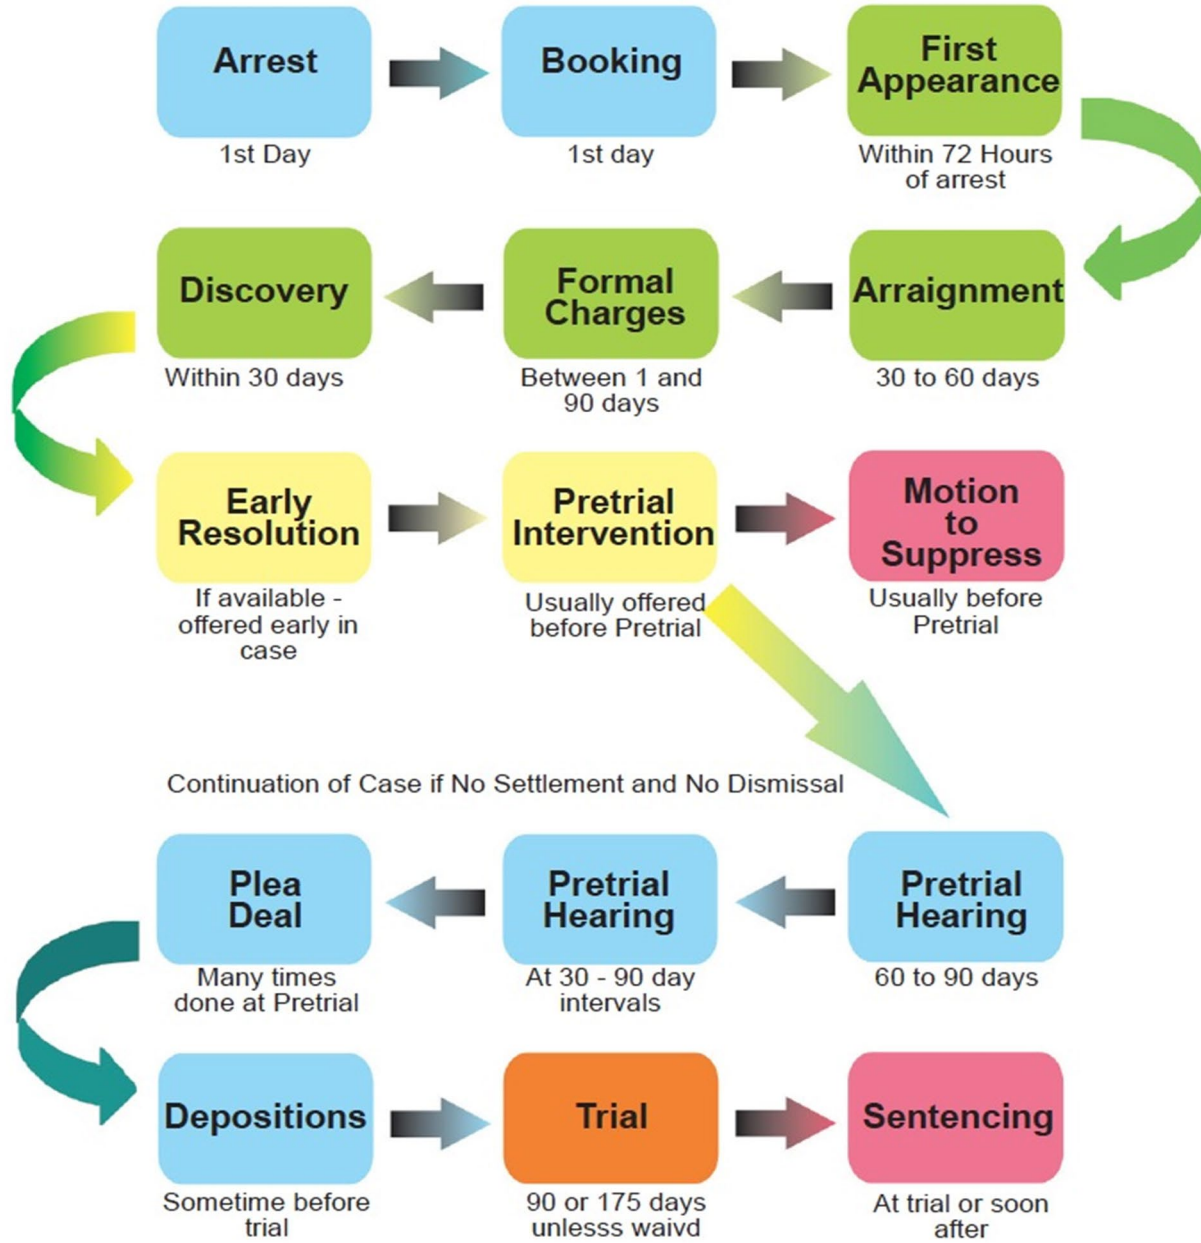 Arrest
1st Day
Booking
1st day
First
Appearance
Within 72 Hours
of arrest
Arraignment
30 to 60 days
Formal
Charges
Between 1 and
90 days
Discovery
Within 30 days
Early
Resolution
If available -
offered early in
case
Pretrial
Intervention
Usually offered
before Pretrial
Motion
to
Suppress
Usually before
Pretrial
Continuation of Case if No Settlement and No Dismissal
Pretrial
Hearing
60 to 90 days
Pretrial
Hearing
At 30 - 90 day
intervals
Plea
Deal
Many times
done at Pretrial
Depositions
Sometime before
trial
Trial
90 or 175 days
unlesss waivd
Sentencing
At trial or soon
after